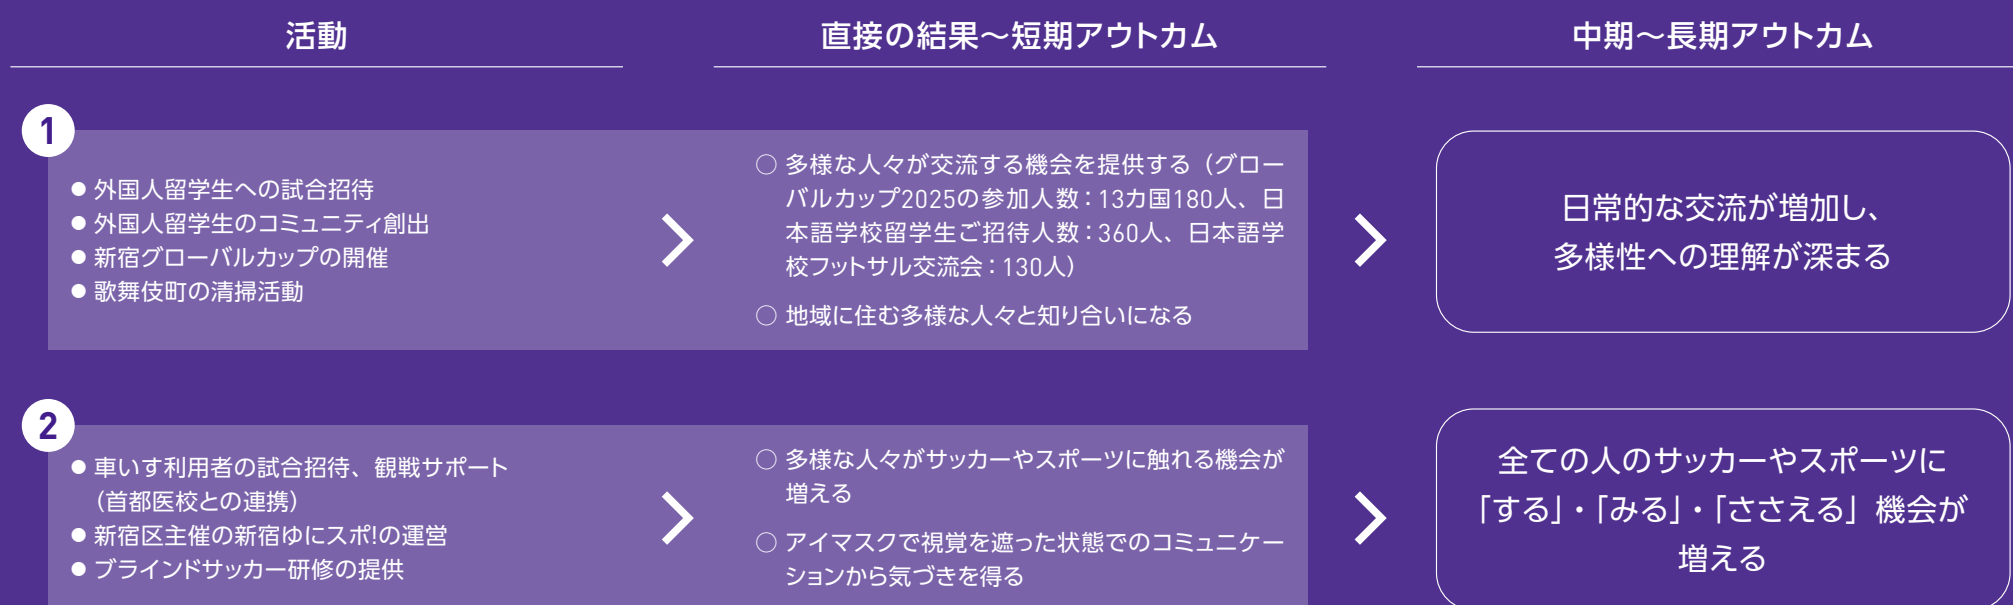 活動
直接の結果～短期アウトカム
中期～長期アウトカム
1
● 外国人留学生への試合招待
● 外国人留学生のコミュニティ創出
● 新宿グローバルカップの開催
● 歌舞伎町の清掃活動
○ 多様な人々が交流する機会を提供する（グロー
バルカップ2025の参加人数：13カ国180人、日
本語学校留学生ご招待人数：360人、日本語学
校フットサル交流会：130人）
○ 地域に住む多様な人々と知り合いになる
日常的な交流が増加し、
多様性への理解が深まる
2
● 車いす利用者の試合招待、観戦サポート
（首都医校との連携）
● 新宿区主催の新宿ゆにスポ!の運営
● ブラインドサッカー研修の提供
○ 多様な人々がサッカーやスポーツに触れる機会が
増える
○ アイマスクで視覚を遮った状態でのコミュニケー
ションから気づきを得る
全ての人のサッカーやスポーツに
「する」・「みる」・「ささえる」機会が
増える